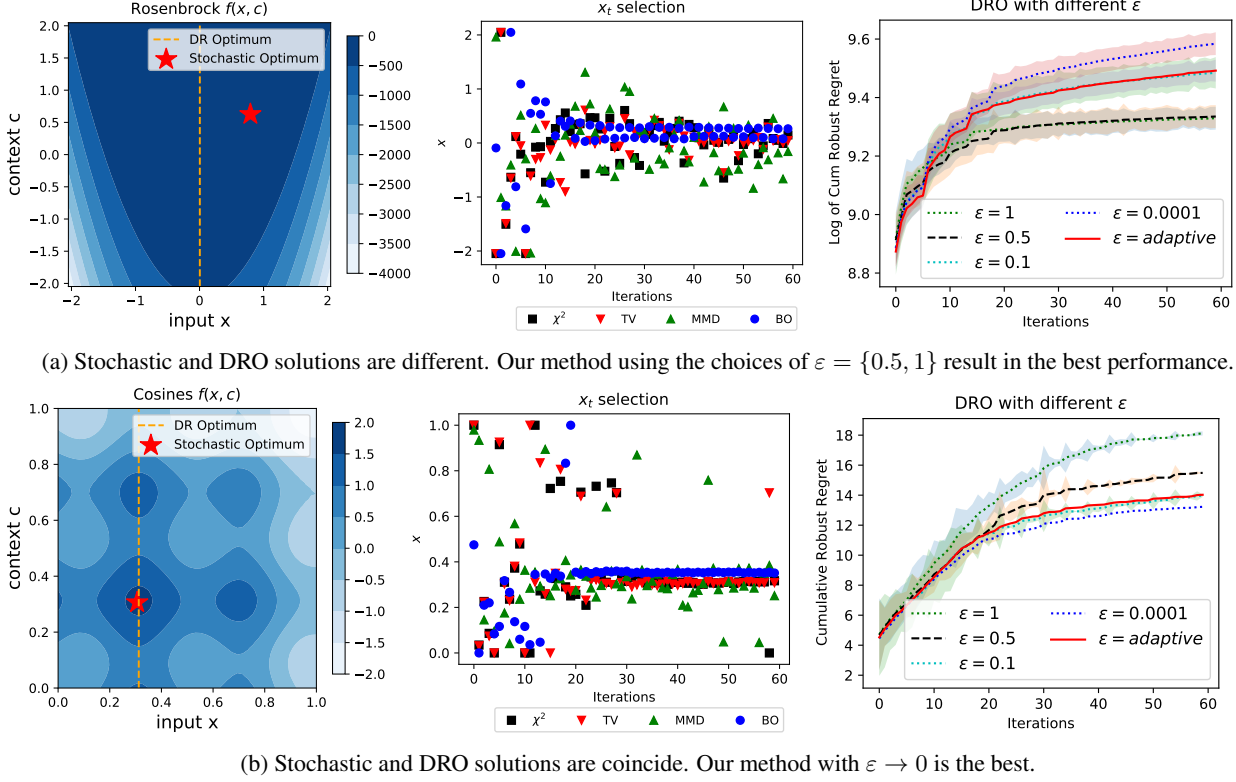 Rosenbrock f(x, c)
DR Optimum
Stochastic Optimum
context c
2.0
1.5
1.0
0.5
0.0
−0.5
−1.0
−1.5
−2.0
−2 −1 0 1 2
input x
0
−500
−1000
−1500
−2000
−2500
−3000
−3500
−4000
x_t selection
x
2
1
0
−1
−2
0 10 20 30 40 50 60
Iterations
χ² TV MMD BO
DRO with different ε
Log of Cum Robust Regret
9.6
9.4
9.2
9.0
8.8
ε = 1 ε = 0.0001
ε = 0.5 ε = adaptive
ε = 0.1
0 10 20 30 40 50 60
Iterations
(a) Stochastic and DRO solutions are different. Our method using the choices of ε = {0.5, 1} result in the best performance.
Cosines f(x, c)
DR Optimum
Stochastic Optimum
context c
1.0
0.8
0.6
0.4
0.2
0.0
0.0 0.2 0.4 0.6 0.8 1.0
input x
2.0
1.5
1.0
0.5
0.0
−0.5
−1.0
−1.5
−2.0
x_t selection
x
1.0
0.8
0.6
0.4
0.2
0.0
0 10 20 30 40 50 60
Iterations
χ² TV MMD BO
DRO with different ε
Cumulative Robust Regret
18
16
14
12
10
8
6
4
2
ε = 1 ε = 0.0001
ε = 0.5 ε = adaptive
ε = 0.1
0 10 20 30 40 50 60
Iterations
(b) Stochastic and DRO solutions are coincide. Our method with ε → 0 is the best.